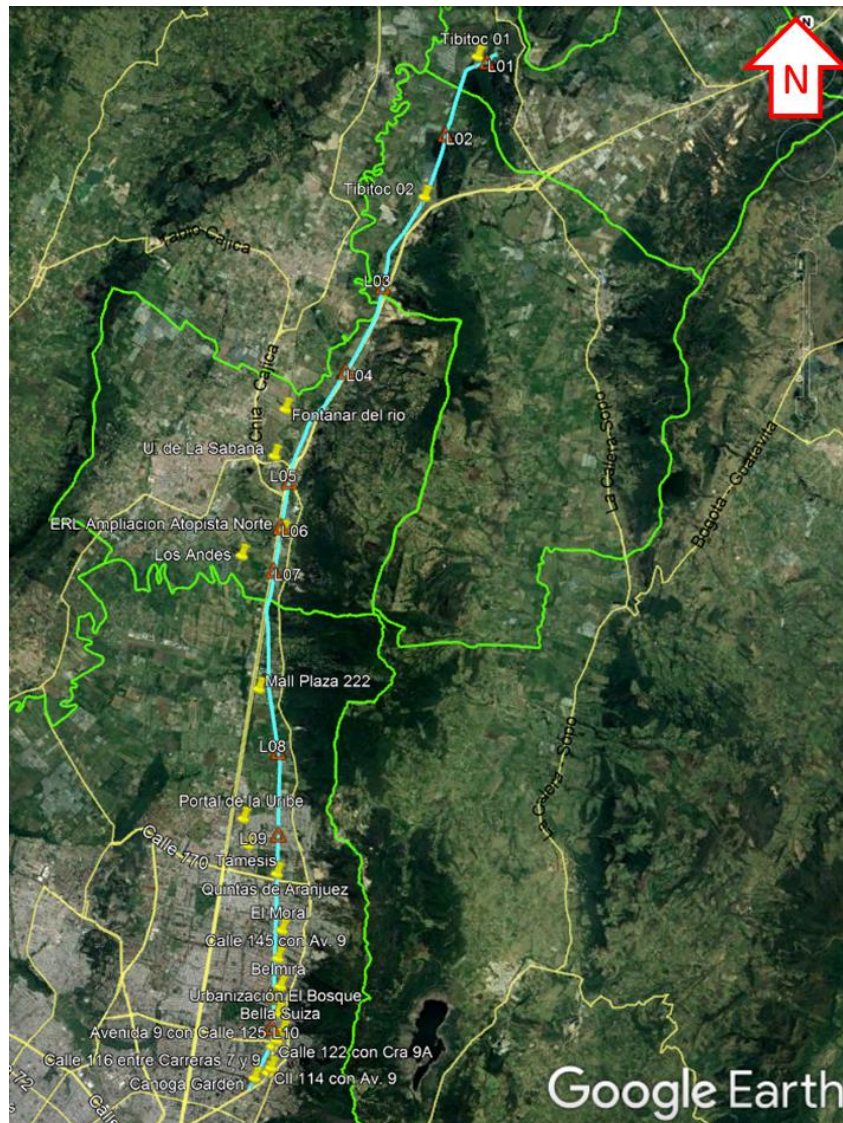 N
N
Tibitoc 01
L01
L02
Tibitoc 02
Tabio-Cajica
L03
L04
Chia - Cajica
Fontanar del rio
La Calera-Sopo
U. de La Sabana
L05
Bogota - Guatavita
ERL Ampliacion Atopista Norte
L06
Los Andes
L07
Mall Plaza 222
L08
La Calera - Sopo
Portal de la Uribe
L09
Calle 170
Tamesis
Quintas de Aranjuez
El Moral
Calle 145 con Av. 9
Belmira
Urbanización El Bosque
Bella Suiza
Avenida 9 con Calle 125
L10
Calle 122 con Cra 9A
Calle 116 entre Carreras 7 y 9
Cll 114 con Av. 9
Canoga Garden
72
Google Earth